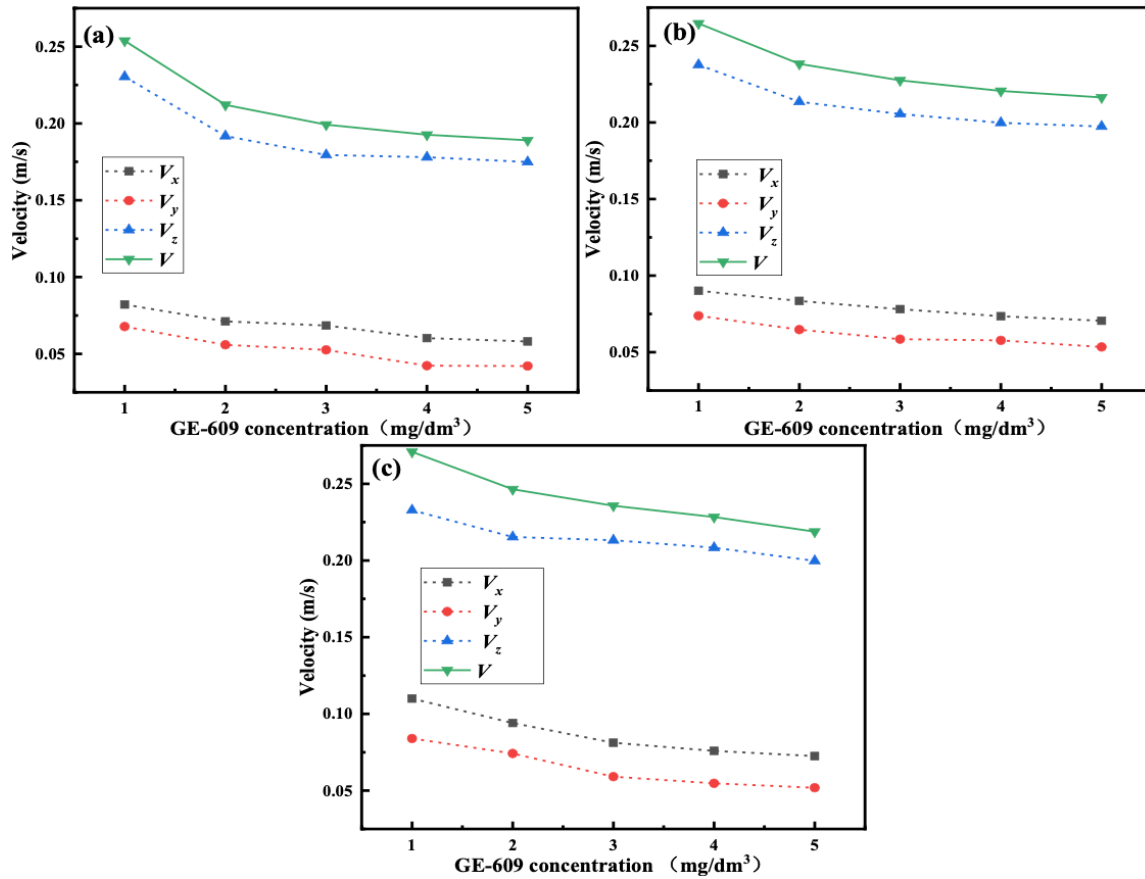 (a)
Velocity (m/s)
0.25
0.20
0.15
0.10
0.05
Vx
Vy
Vz
V
1 2 3 4 5
GE-609 concentration（mg/dm³）
(b)
Velocity (m/s)
0.25
0.20
0.15
0.10
0.05
Vx
Vy
Vz
V
1 2 3 4 5
GE-609 concentration（mg/dm³）
(c)
Velocity (m/s)
0.25
0.20
0.15
0.10
0.05
Vx
Vy
Vz
V
1 2 3 4 5
GE-609 concentration （mg/dm³）